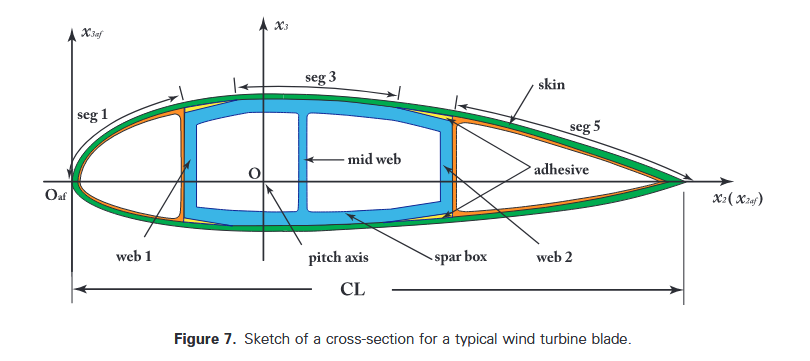 x3af
x3
seg 3
skin
seg 1
seg 5
mid web
adhesive
O
Oaf
x2( x2af)
web 1
pitch axis
spar box
web 2
CL
Figure 7. Sketch of a cross-section for a typical wind turbine blade.